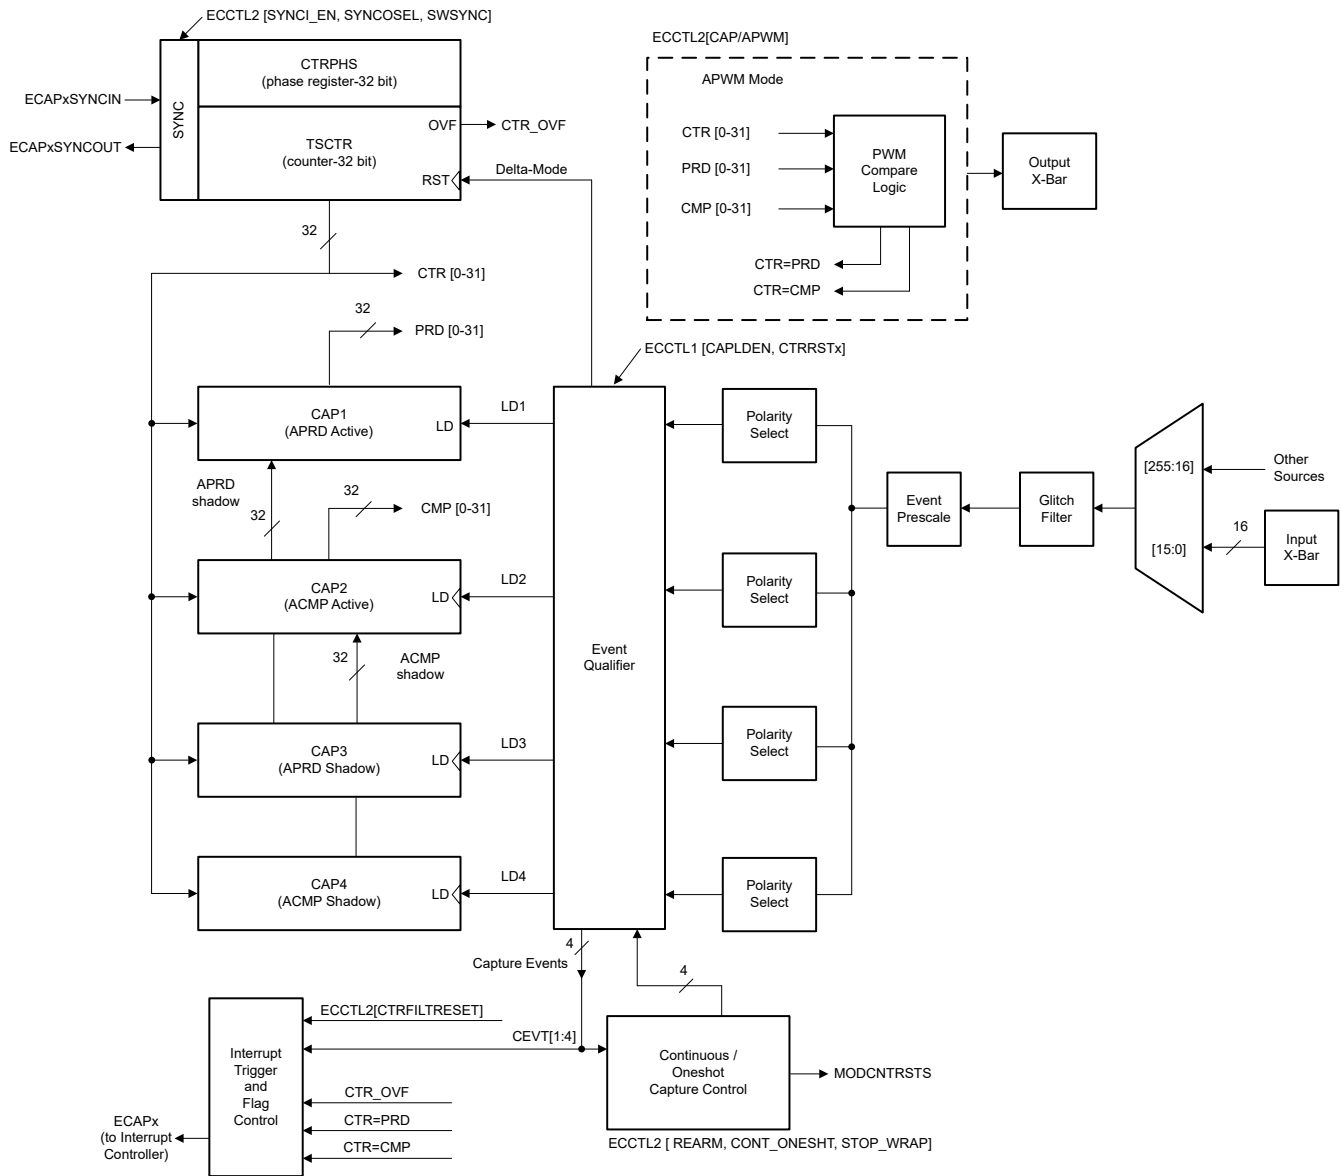 ECCTL2 [SYNCI_EN, SYNCOSEL, SWSYNC]
SYNC
CTRPHS
(phase register-32 bit)
ECAPxSYNCIN
ECAPxSYNCOUT
OVF
CTR_OVF
TSCTR
(counter-32 bit)
RST
Delta-Mode
32
CTR [0-31]
32
PRD [0-31]
ECCTL2[CAP/APWM]
APWM Mode
CTR [0-31]
PRD [0-31]
CMP [0-31]
PWM
Compare
Logic
Output
X-Bar
CTR=PRD
CTR=CMP
ECCTL1 [CAPLDEN, CTRRSTx]
CAP1
(APRD Active)
LD
LD1
APRD
shadow
32
32
CMP [0-31]
CAP2
(ACMP Active)
LD
LD2
32
ACMP
shadow
CAP3
(APRD Shadow)
LD
LD3
CAP4
(ACMP Shadow)
LD
LD4
Event
Qualifier
Polarity
Select
Polarity
Select
Polarity
Select
Polarity
Select
Event
Prescale
Glitch
Filter
[255:16]
[15:0]
Other
Sources
16
Input
X-Bar
4
Capture Events
4
ECCTL2[CTRFILTRESET]
CEVT[1:4]
Interrupt
Trigger
and
Flag
Control
CTR_OVF
CTR=PRD
CTR=CMP
ECAPx
(to Interrupt
Controller)
Continuous /
Oneshot
Capture Control
MODCNTRSTS
ECCTL2 [ REARM, CONT_ONESHT, STOP_WRAP]